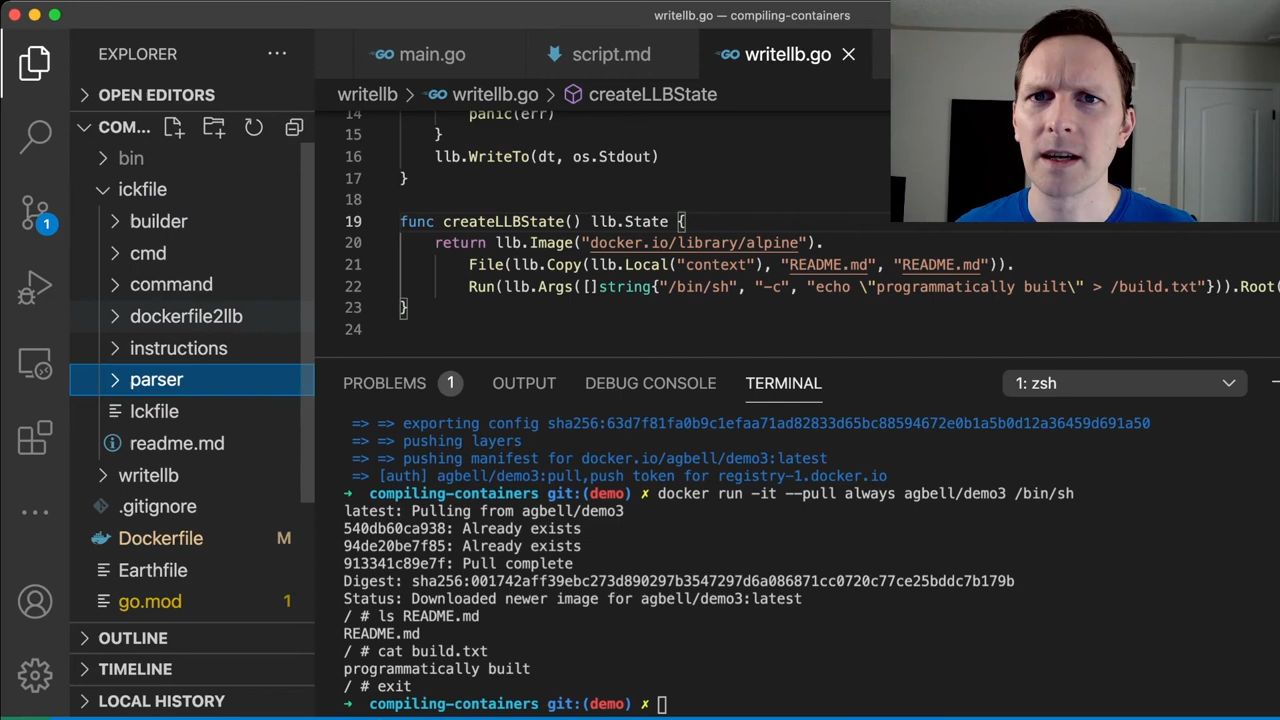 writellb.go — compiling-containers
EXPLORER
main.go
script.md
writellb.go
OPEN EDITORS
writellb > writellb.go > createLLBState
COM...
bin
ickfile
builder
cmd
command
dockerfile2llb
instructions
parser
Ickfile
readme.md
writellb
.gitignore
Dockerfile M
Earthfile
go.mod 1
OUTLINE
TIMELINE
LOCAL HISTORY
1
14 panic(err)
15 }
16 llb.WriteTo(dt, os.Stdout)
17 }
18
19 func createLLBState() llb.State {
20 return llb.Image("docker.io/library/alpine").
21 File(llb.Copy(llb.Local("context"), "README.md", "README.md")).
22 Run(llb.Args([]string{"/bin/sh", "-c", "echo \"programmatically built\" > /build.txt"})).Root(
23 }
24
PROBLEMS 1 OUTPUT DEBUG CONSOLE TERMINAL 1: zsh
=> => exporting config sha256:63d7f81fa0b9c1efaa71ad82833d65bc88594672e0b1a5b0d12a36459d691a50
=> => pushing layers
=> => pushing manifest for docker.io/agbell/demo3:latest
=> [auth] agbell/demo3:pull,push token for registry-1.docker.io
➜ compiling-containers git:(demo) ✗ docker run -it --pull always agbell/demo3 /bin/sh
latest: Pulling from agbell/demo3
540db60ca938: Already exists
94de20be7f85: Already exists
913341c89e7f: Pull complete
Digest: sha256:001742aff39ebc273d890297b3547297d6a086871cc0720c77ce25bddc7b179b
Status: Downloaded newer image for agbell/demo3:latest
/ # ls README.md
README.md
/ # cat build.txt
programmatically built
/ # exit
➜ compiling-containers git:(demo) ✗